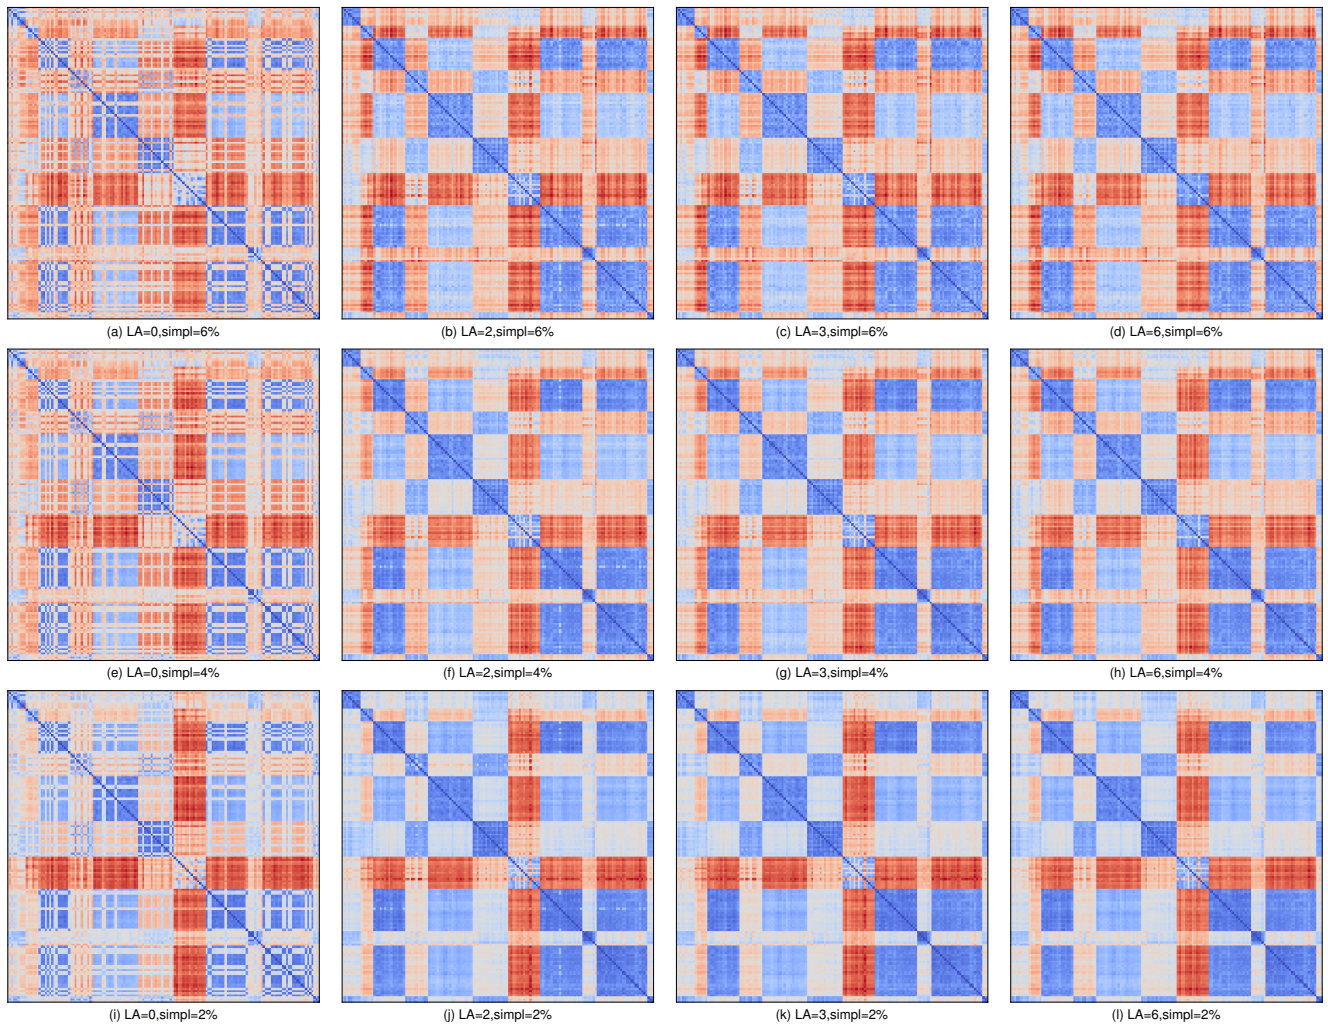 (a) LA=0,simpl=6%
(b) LA=2,simpl=6%
(c) LA=3,simpl=6%
(d) LA=6,simpl=6%
(e) LA=0,simpl=4%
(f) LA=2,simpl=4%
(g) LA=3,simpl=4%
(h) LA=6,simpl=4%
(i) LA=0,simpl=2%
(j) LA=2,simpl=2%
(k) LA=3,simpl=2%
(l) LA=6,simpl=2%